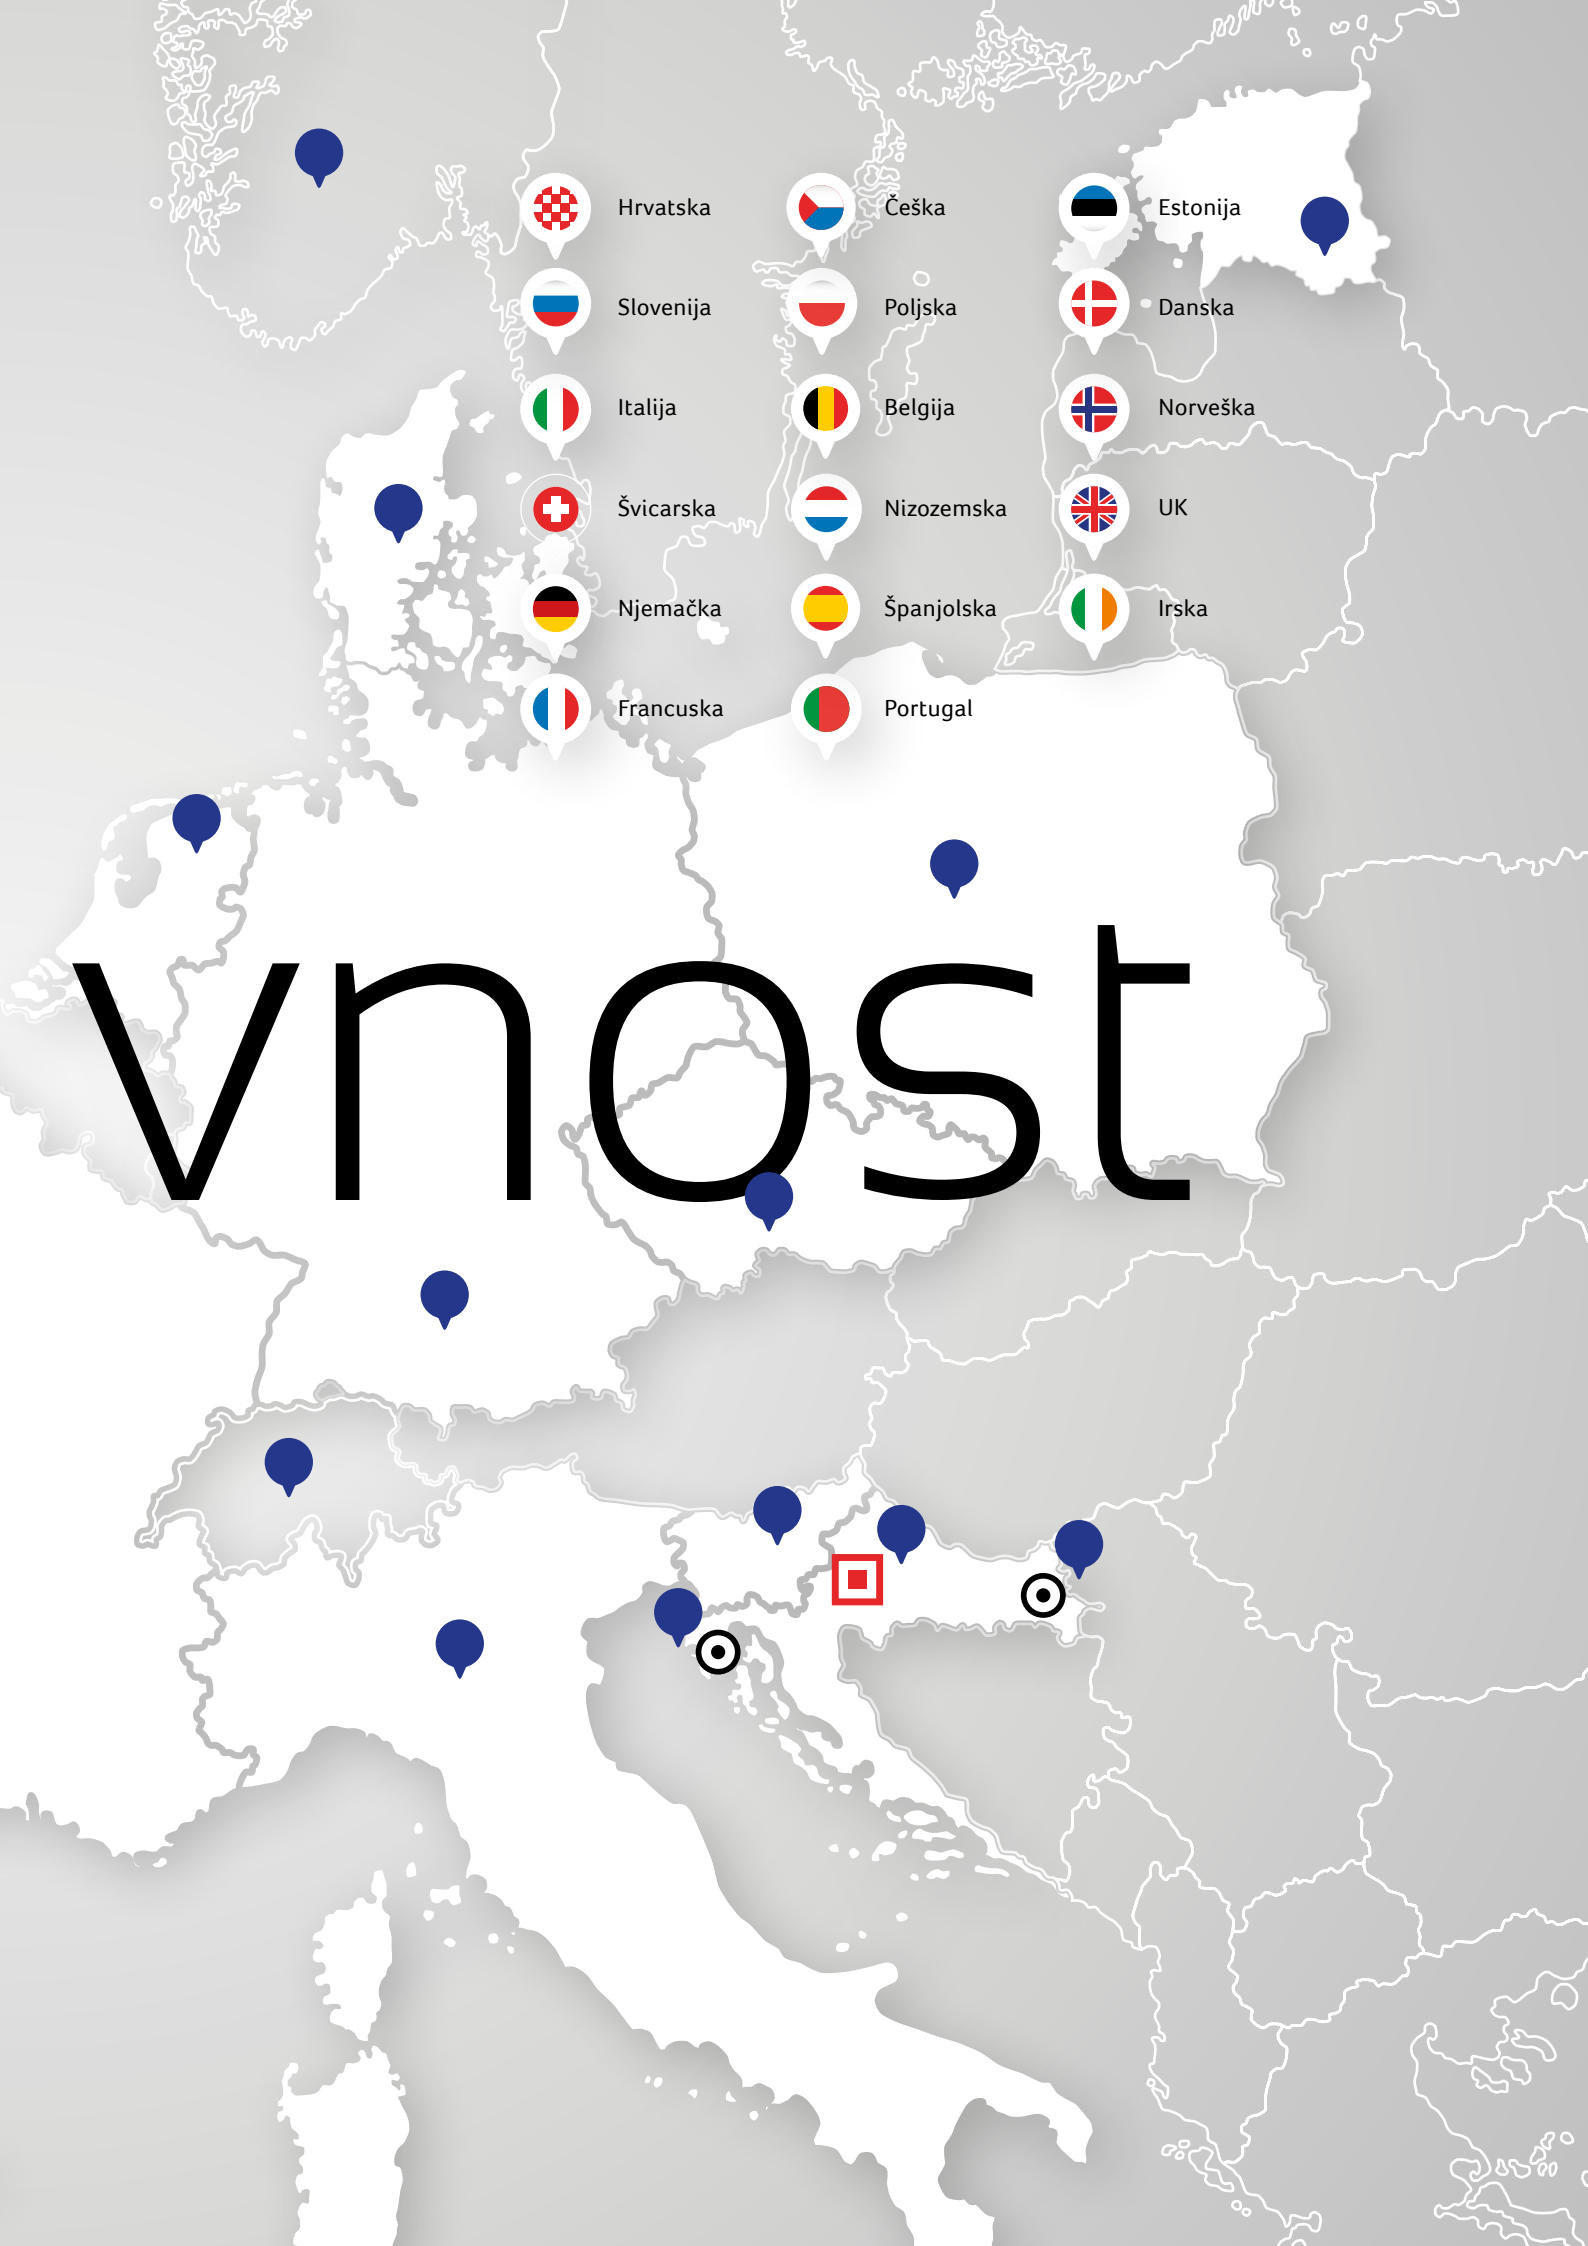 Hrvatska
Slovenija
Italija
Švicarska
Njemačka
Francuska
Češka
Poljska
Belgija
Nizozemska
Španjolska
Portugal
Estonija
Danska
Norveška
UK
Irska
vnost